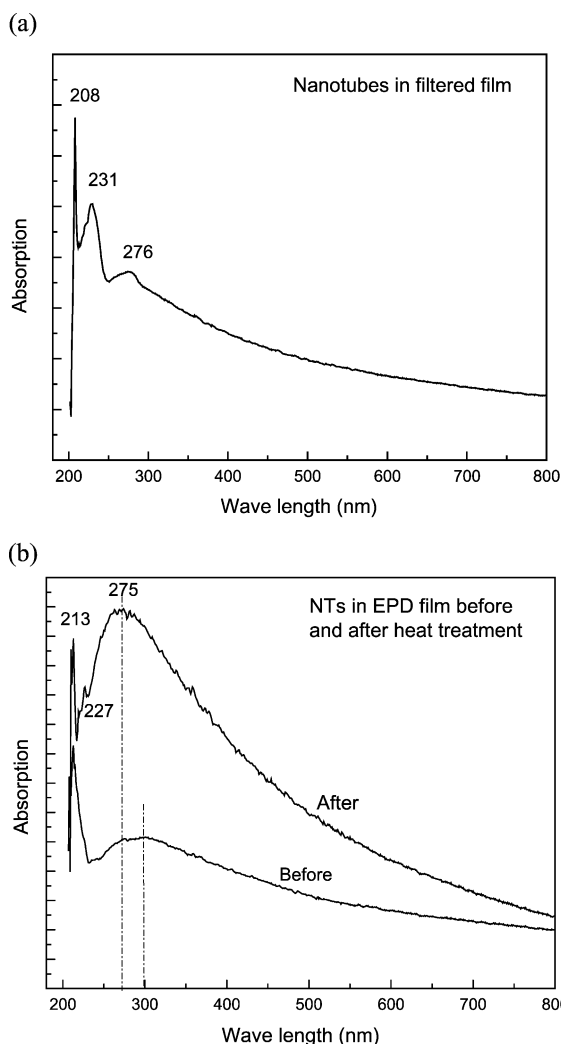 (a)
Nanotubes in filtered film
208
231
276
Absorption
200 300 400 500 600 700 800
Wave length (nm)
(b)
275
NTs in EPD film before
and after heat treatment
213
227
After
Before
Absorption
200 300 400 500 600 700 800
Wave length (nm)